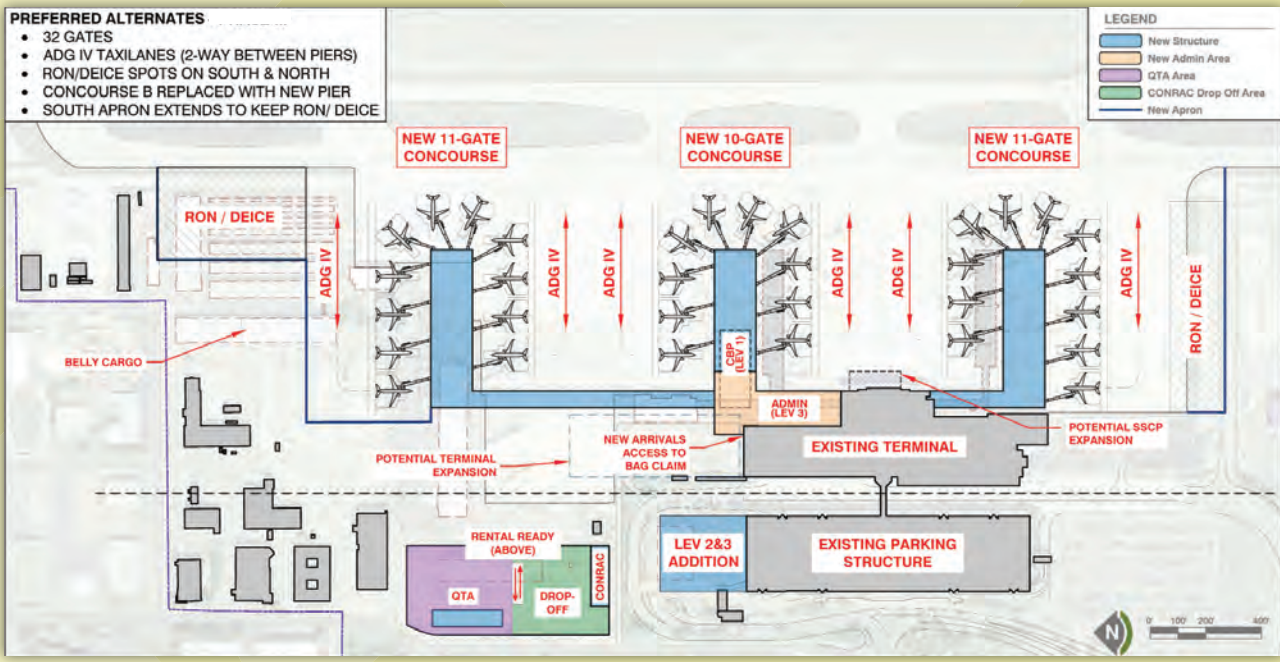 PREFERRED ALTERNATES
• 32 GATES
• ADG IV TAXILANES (2-WAY BETWEEN PIERS)
• RON/DEICE SPOTS ON SOUTH & NORTH
• CONCOURSE B REPLACED WITH NEW PIER
• SOUTH APRON EXTENDS TO KEEP RON/ DEICE
LEGEND
New Structure
New Admin Area
QTA Area
CONRAC Drop Off Area
New Apron
NEW 11-GATE
CONCOURSE
NEW 10-GATE
CONCOURSE
NEW 11-GATE
CONCOURSE
RON / DEICE
ADG IV
ADG IV
ADG IV
ADG IV
ADG IV
ADG IV
RON / DEICE
BELLY CARGO
CBP
(LEV 1)
ADMIN
(LEV 3)
POTENTIAL TERMINAL
EXPANSION
NEW ARRIVALS
ACCESS TO
BAG CLAIM
EXISTING TERMINAL
POTENTIAL SSCP
EXPANSION
RENTAL READY
(ABOVE)
QTA
DROP-
OFF
CONRAC
LEV 2&3
ADDITION
EXISTING PARKING
STRUCTURE
N
0 100' 200' 400'